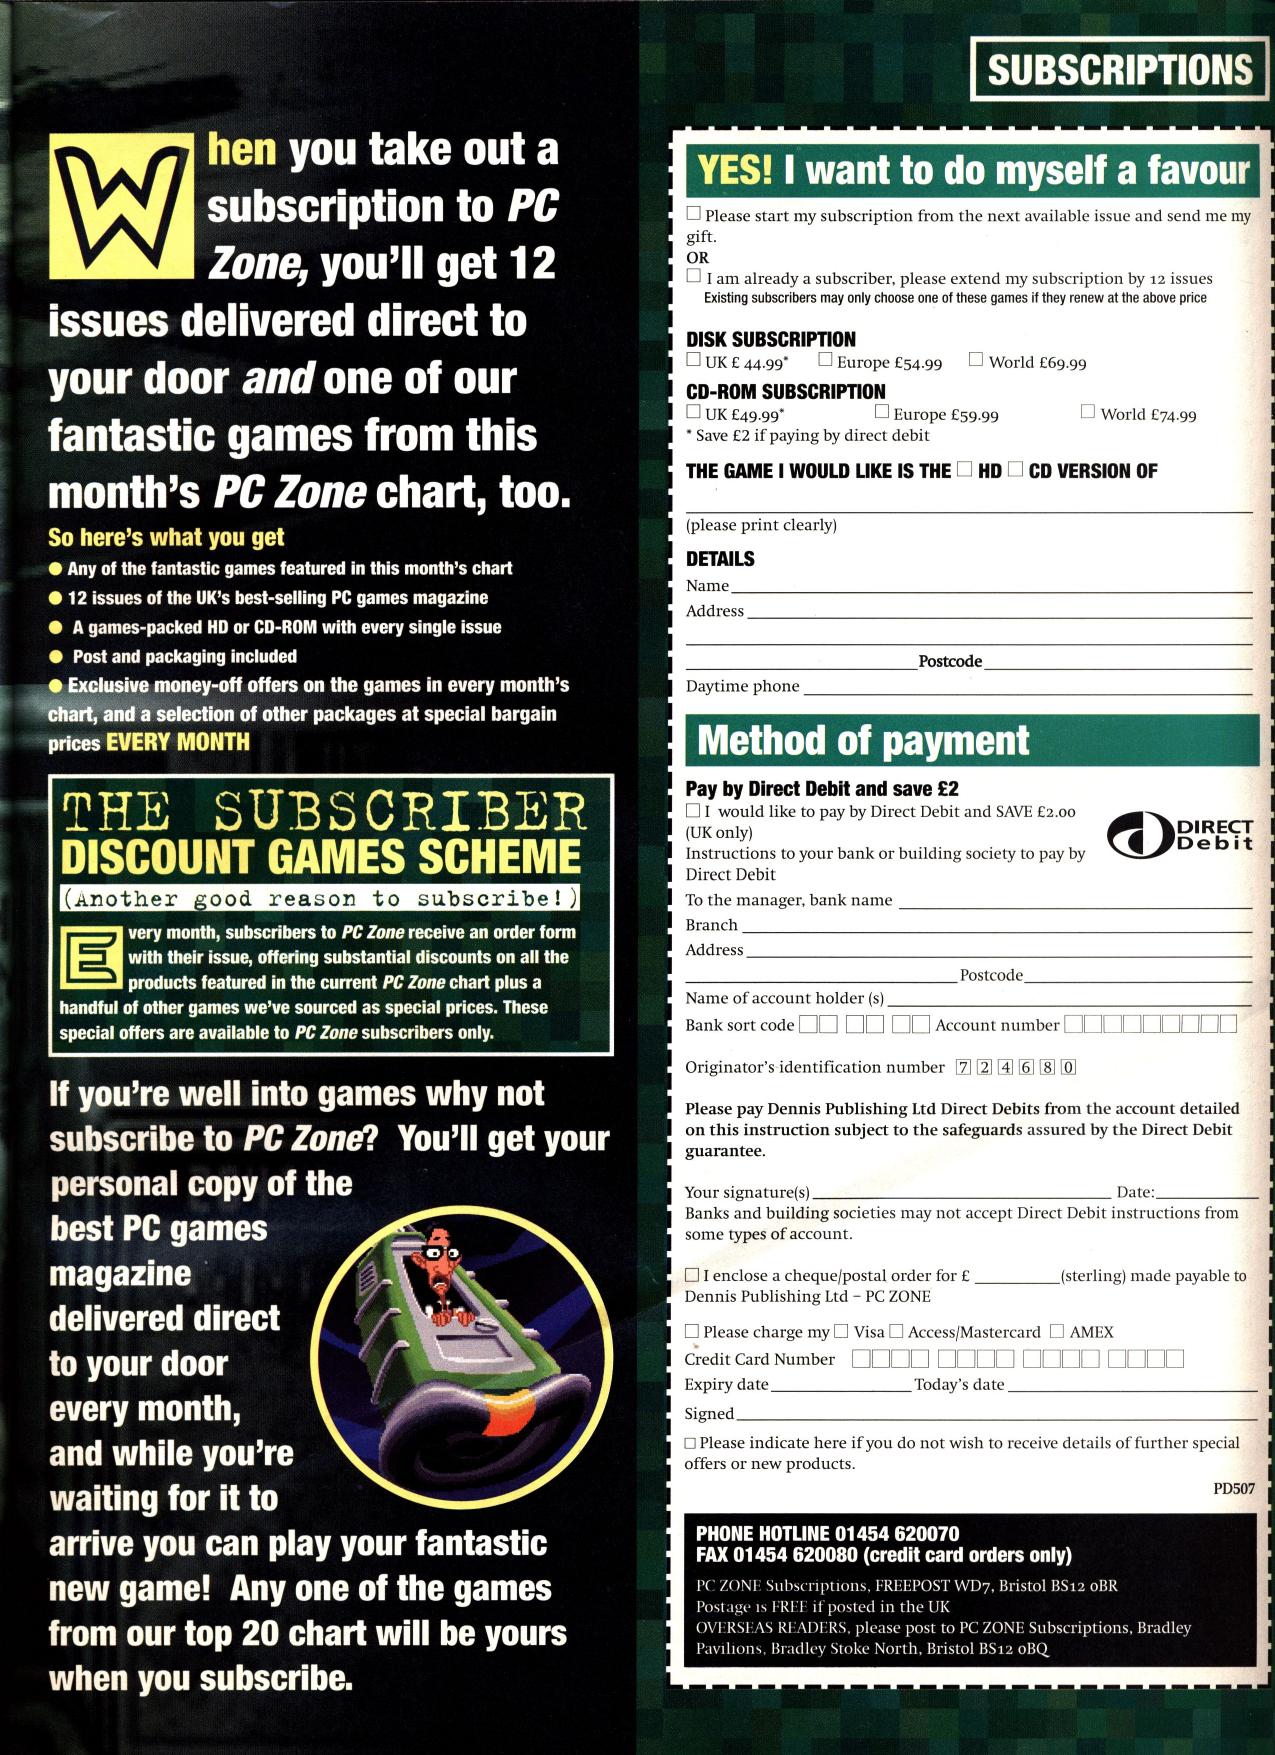 SUBSCRIPTIONS
When you take out a
subscription to PC
Zone, you'll get 12
issues delivered direct to
your door and one of our
fantastic games from this
month's PC Zone chart, too.
So here's what you get
● Any of the fantastic games featured in this month's chart
● 12 issues of the UK's best-selling PC games magazine
● A games-packed HD or CD-ROM with every single issue
● Post and packaging included
● Exclusive money-off offers on the games in every month's
chart, and a selection of other packages at special bargain
prices EVERY MONTH
THE SUBSCRIBER
DISCOUNT GAMES SCHEME
(Another good reason to subscribe!)
Every month, subscribers to PC Zone receive an order form
with their issue, offering substantial discounts on all the
products featured in the current PC Zone chart plus a
handful of other games we've sourced as special prices. These
special offers are available to PC Zone subscribers only.
If you're well into games why not
subscribe to PC Zone? You'll get your
personal copy of the
best PC games
magazine
delivered direct
to your door
every month,
and while you're
waiting for it to
arrive you can play your fantastic
new game! Any one of the games
from our top 20 chart will be yours
when you subscribe.
YES! I want to do myself a favour
Please start my subscription from the next available issue and send me my
gift.
OR
I am already a subscriber, please extend my subscription by 12 issues
Existing subscribers may only choose one of these games if they renew at the above price
DISK SUBSCRIPTION
UK £ 44.99* Europe £54.99 World £69.99
CD-ROM SUBSCRIPTION
UK £49.99* Europe £59.99 World £74.99
* Save £2 if paying by direct debit
THE GAME I WOULD LIKE IS THE HD CD VERSION OF
(please print clearly)
DETAILS
Name
Address
Postcode
Daytime phone
Method of payment
Pay by Direct Debit and save £2
I would like to pay by Direct Debit and SAVE £2.00
(UK only)
DIRECT
Debit
Instructions to your bank or building society to pay by
Direct Debit
To the manager, bank name
Branch
Address
Postcode
Name of account holder (s)
Bank sort code Account number
Originator's identification number 7 2 4 6 8 0
Please pay Dennis Publishing Ltd Direct Debits from the account detailed
on this instruction subject to the safeguards assured by the Direct Debit
guarantee.
Your signature(s) Date:
Banks and building societies may not accept Direct Debit instructions from
some types of account.
I enclose a cheque/postal order for £ (sterling) made payable to
Dennis Publishing Ltd – PC ZONE
Please charge my Visa Access/Mastercard AMEX
Credit Card Number
Expiry date Today's date
Signed
Please indicate here if you do not wish to receive details of further special
offers or new products.
PD507
PHONE HOTLINE 01454 620070
FAX 01454 620080 (credit card orders only)
PC ZONE Subscriptions, FREEPOST WD7, Bristol BS12 0BR
Postage is FREE if posted in the UK
OVERSEAS READERS, please post to PC ZONE Subscriptions, Bradley
Pavilions, Bradley Stoke North, Bristol BS12 0BQ